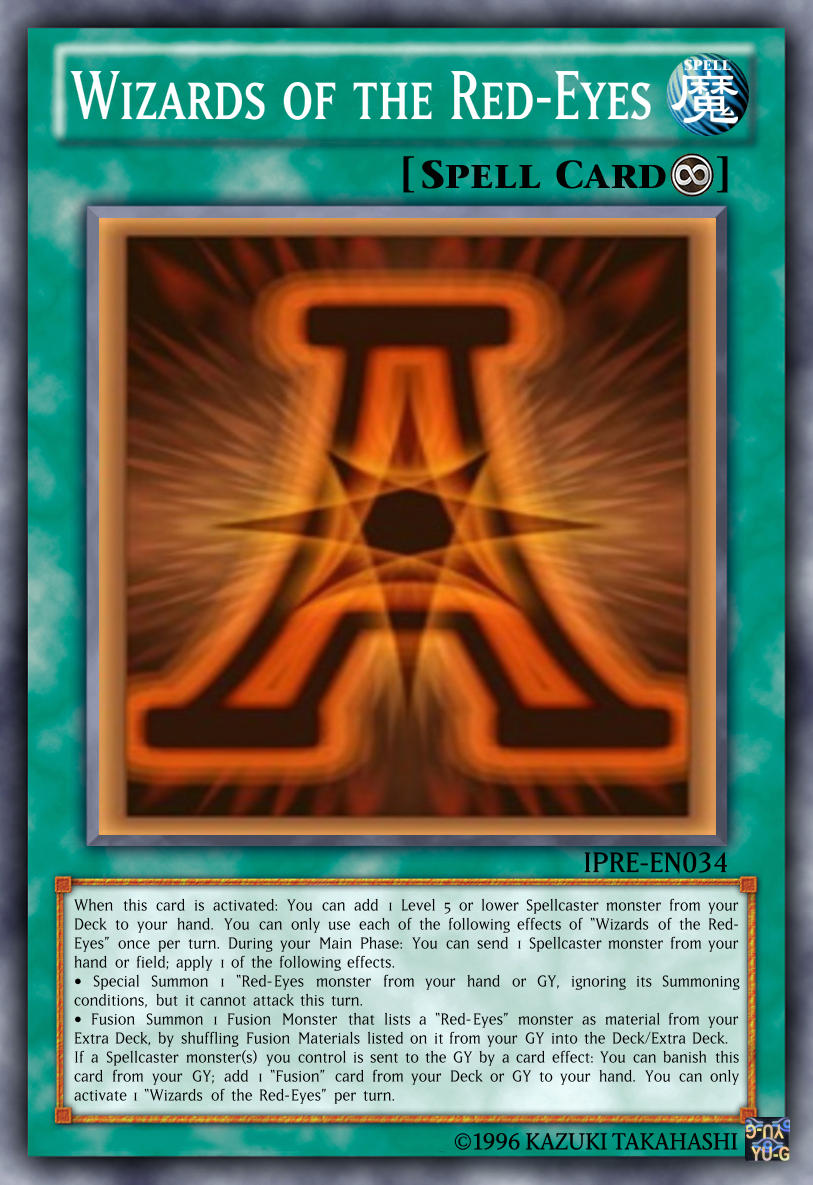 Wizards of the Red-Eyes
SPELL
魔
[Spell Card]
A
IPRE-EN034
When this card is activated: You can add 1 Level 5 or lower Spellcaster monster from your
Deck to your hand. You can only use each of the following effects of "Wizards of the Red-
Eyes" once per turn. During your Main Phase: You can send 1 Spellcaster monster from your
hand or field; apply 1 of the following effects.
• Special Summon 1 "Red-Eyes monster from your hand or GY, ignoring its Summoning
conditions, but it cannot attack this turn.
• Fusion Summon 1 Fusion Monster that lists a "Red-Eyes" monster as material from your
Extra Deck, by shuffling Fusion Materials listed on it from your GY into the Deck/Extra Deck.
If a Spellcaster monster(s) you control is sent to the GY by a card effect: You can banish this
card from your GY; add 1 "Fusion" card from your Deck or GY to your hand. You can only
activate 1 "Wizards of the Red-Eyes" per turn.
©1996 KAZUKI TAKAHASHI
YU-G
YU-G